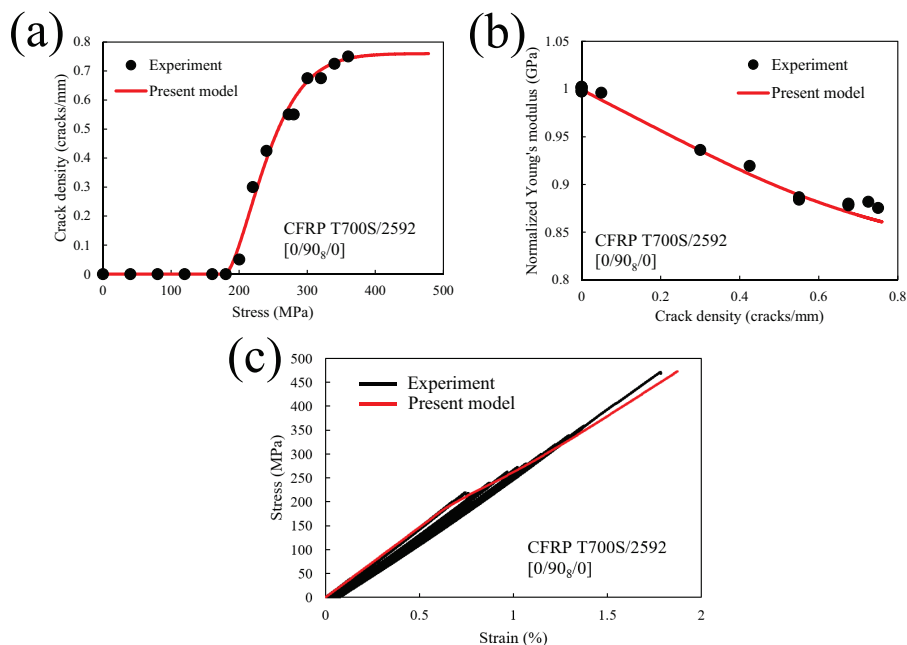 (a)
Crack density (cracks/mm)
0.8
0.7
0.6
0.5
0.4
0.3
0.2
0.1
0
Experiment
Present model
CFRP T700S/2592
[0/90₈/0]
0 100 200 300 400 500
Stress (MPa)
(b)
Normalized Young's modulus (GPa)
1.05
1
0.95
0.9
0.85
0.8
Experiment
Present model
CFRP T700S/2592
[0/90₈/0]
0 0.2 0.4 0.6 0.8
Crack density (cracks/mm)
(c)
Stress (MPa)
500
450
400
350
300
250
200
150
100
50
0
Experiment
Present model
CFRP T700S/2592
[0/90₈/0]
0 0.5 1 1.5 2
Strain (%)